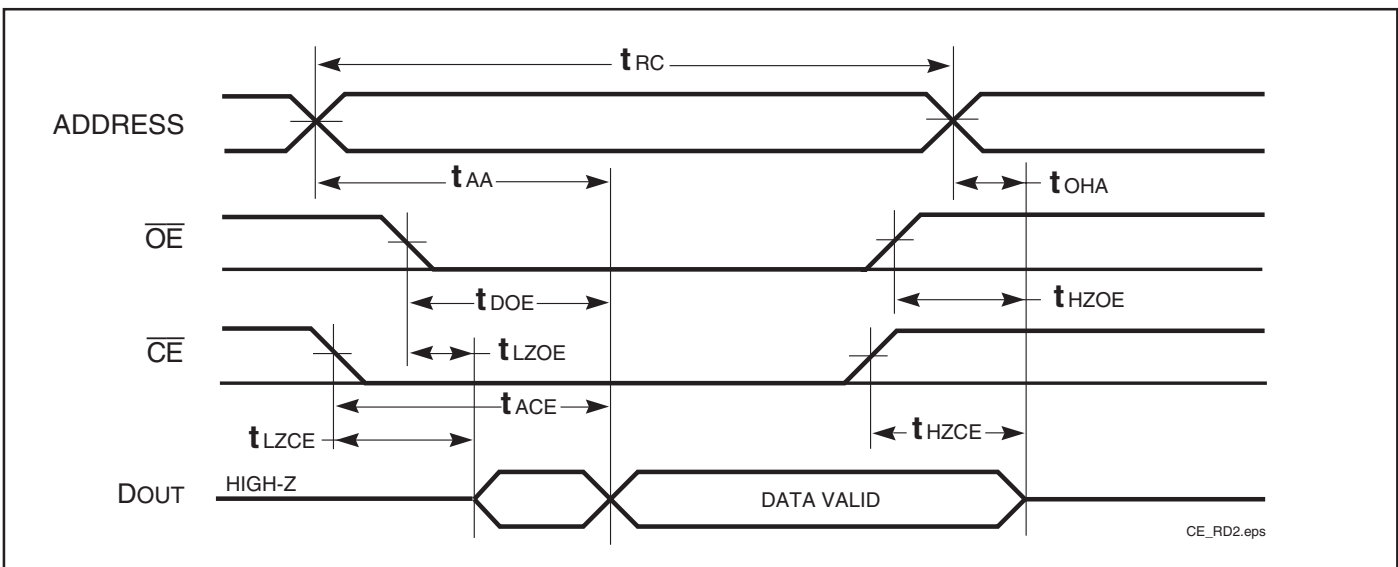 tRC
ADDRESS
tAA
tOHA
OE
tDOE
tHZOE
CE
tLZOE
tACE
tLZCE
tHZCE
DOUT
HIGH-Z
DATA VALID
CE_RD2.eps